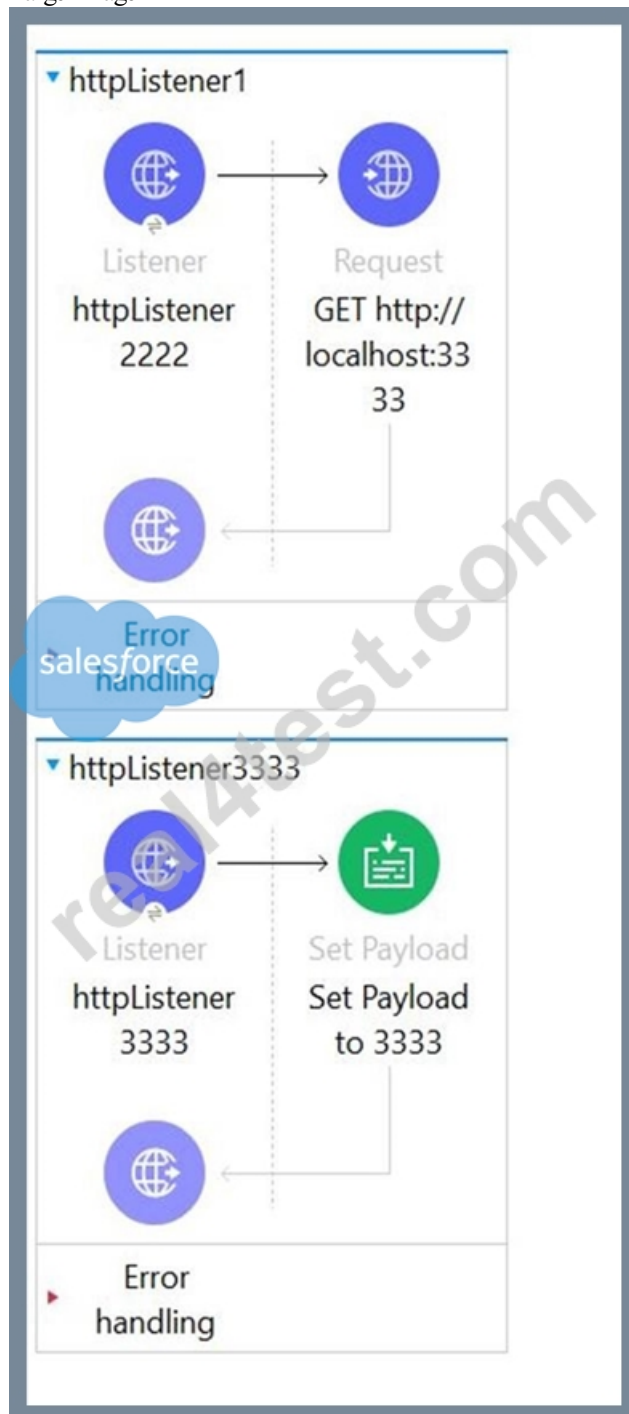 httpListener1
Listener
Request
httpListener
2222
GET http://
localhost:33
33
Error
handling
salesforce
httpListener3333
Listener
Set Payload
httpListener
3333
Set Payload
to 3333
Error
handling
real4test.com